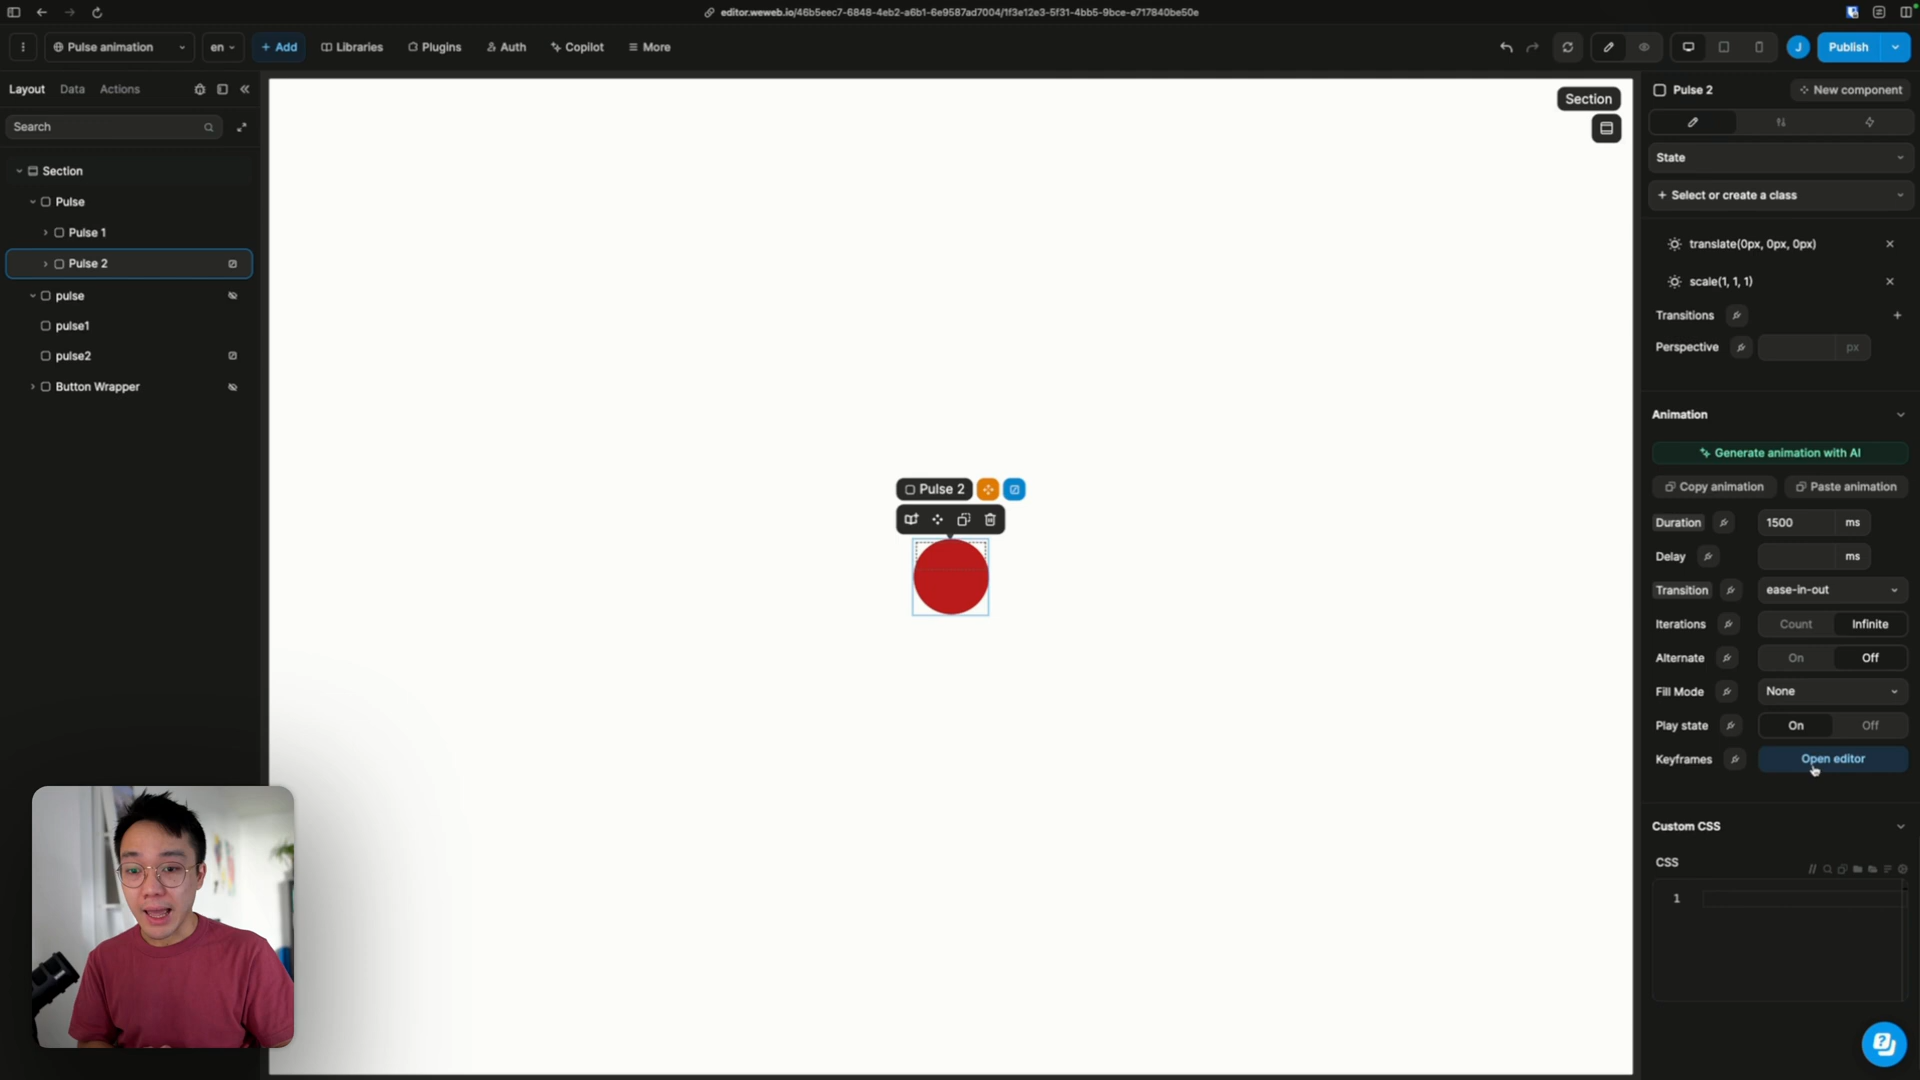 editor.weweb.io/46b5eec7-6848-4eb2-a6b1-6e9587ad7004/1f3e12e3-5f31-4bb5-9bce-e717840be50e
Pulse animation
en
+ Add
Libraries
Plugins
Auth
Copilot
More
J
Publish
Layout
Data
Actions
Search
Section
Pulse
Pulse 1
Pulse 2
pulse
pulse1
pulse2
Button Wrapper
Section
Pulse 2
Pulse 2
New component
State
+ Select or create a class
translate(0px, 0px, 0px)
scale(1, 1, 1)
Transitions
Perspective
px
Animation
Generate animation with AI
Copy animation
Paste animation
Duration
1500
ms
Delay
ms
Transition
ease-in-out
Iterations
Count
Infinite
Alternate
On
Off
Fill Mode
None
Play state
On
Off
Keyframes
Open editor
Custom CSS
CSS
//
1
?